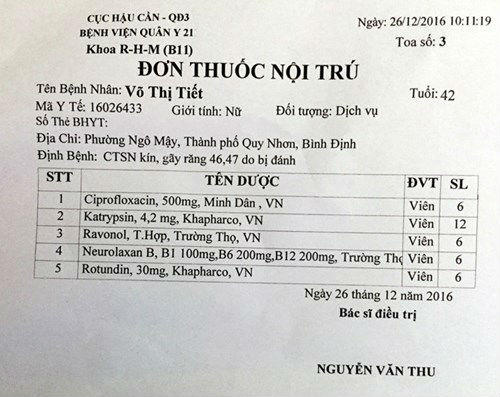 CỤC HẬU CẦN - QĐ3
BỆNH VIỆN QUÂN Y 21
Khoa R-H-M (B11)
Ngày: 26/12/2016 10:11:19
Toa số: 3
ĐƠN THUỐC NỘI TRÚ
Tên Bệnh Nhân: Võ Thị Tiết Tuổi: 42
Mã Y Tế: 16026433 Giới tính: Nữ Đối tượng: Dịch vụ
Số Thẻ BHYT:
Địa Chỉ: Phường Ngô Mậy, Thành phố Quy Nhơn, Bình Định
Định Bệnh: CTSN kín, gãy răng 46,47 do bị đánh
STT TÊN DƯỢC ĐVT SL
1 Ciprofloxacin, 500mg, Minh Dân , VN Viên 6
2 Katrypsin, 4,2 mg, Khapharco, VN Viên 12
3 Ravonol, T.Hợp, Trường Thọ, VN Viên 6
4 Neurolaxan B, B1 100mg,B6 200mg,B12 200mg, Trường Thọ Viên 6
5 Rotundin, 30mg, Khapharco, VN Viên 6
Ngày 26 tháng 12 năm 2016
Bác sĩ điều trị
NGUYỄN VĂN THU